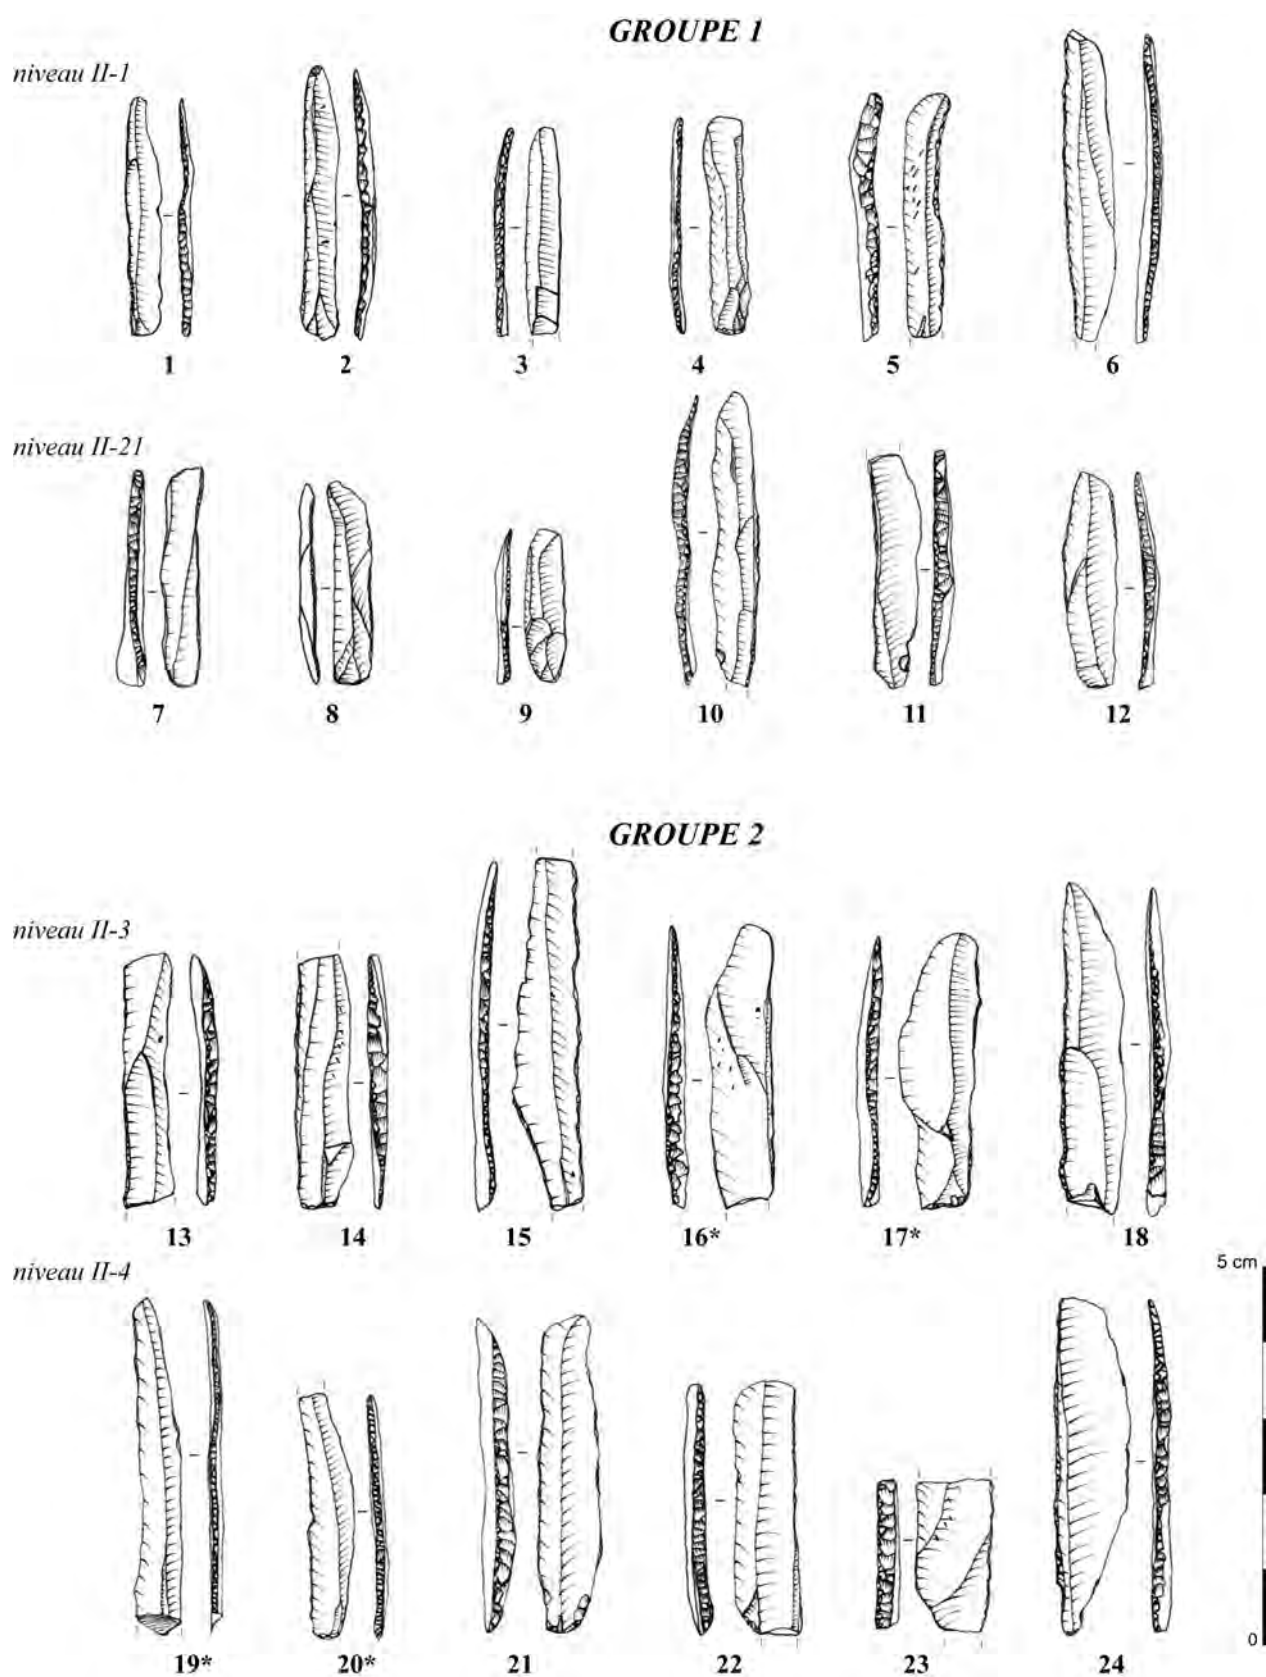 GROUPE 1
niveau II-1
1 2 3 4 5 6
niveau II-21
7 8 9 10 11 12
GROUPE 2
niveau II-3
13 14 15 16* 17* 18
niveau II-4
5 cm
0
19* 20* 21 22 23 24